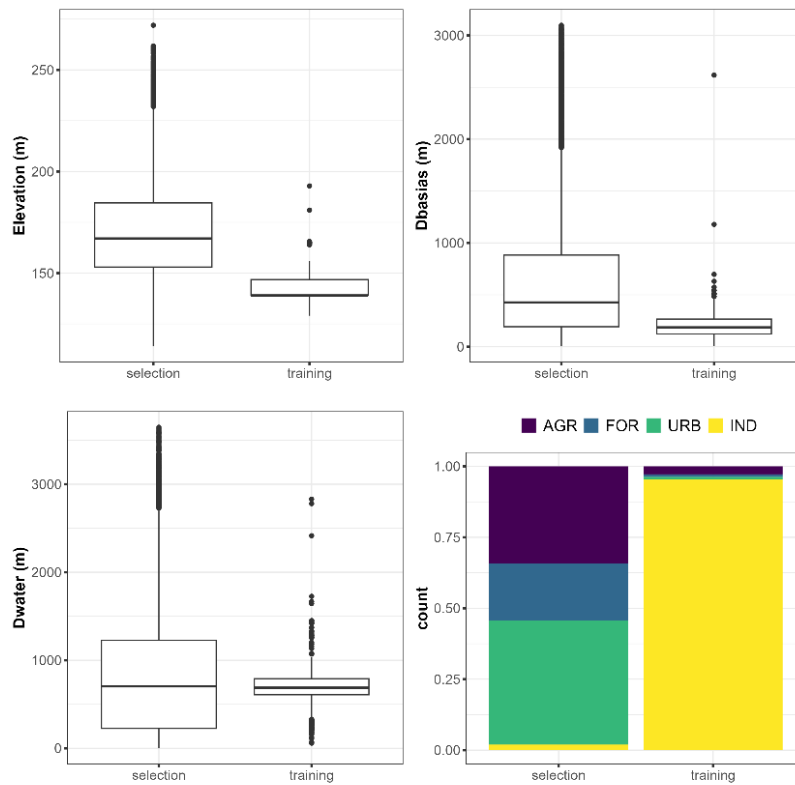 Elevation (m)
250
200
150
selection training
Dbasias (m)
3000
2000
1000
0
selection training
Dwater (m)
3000
2000
1000
0
selection training
AGR FOR URB IND
count
1.00
0.75
0.50
0.25
0.00
selection training